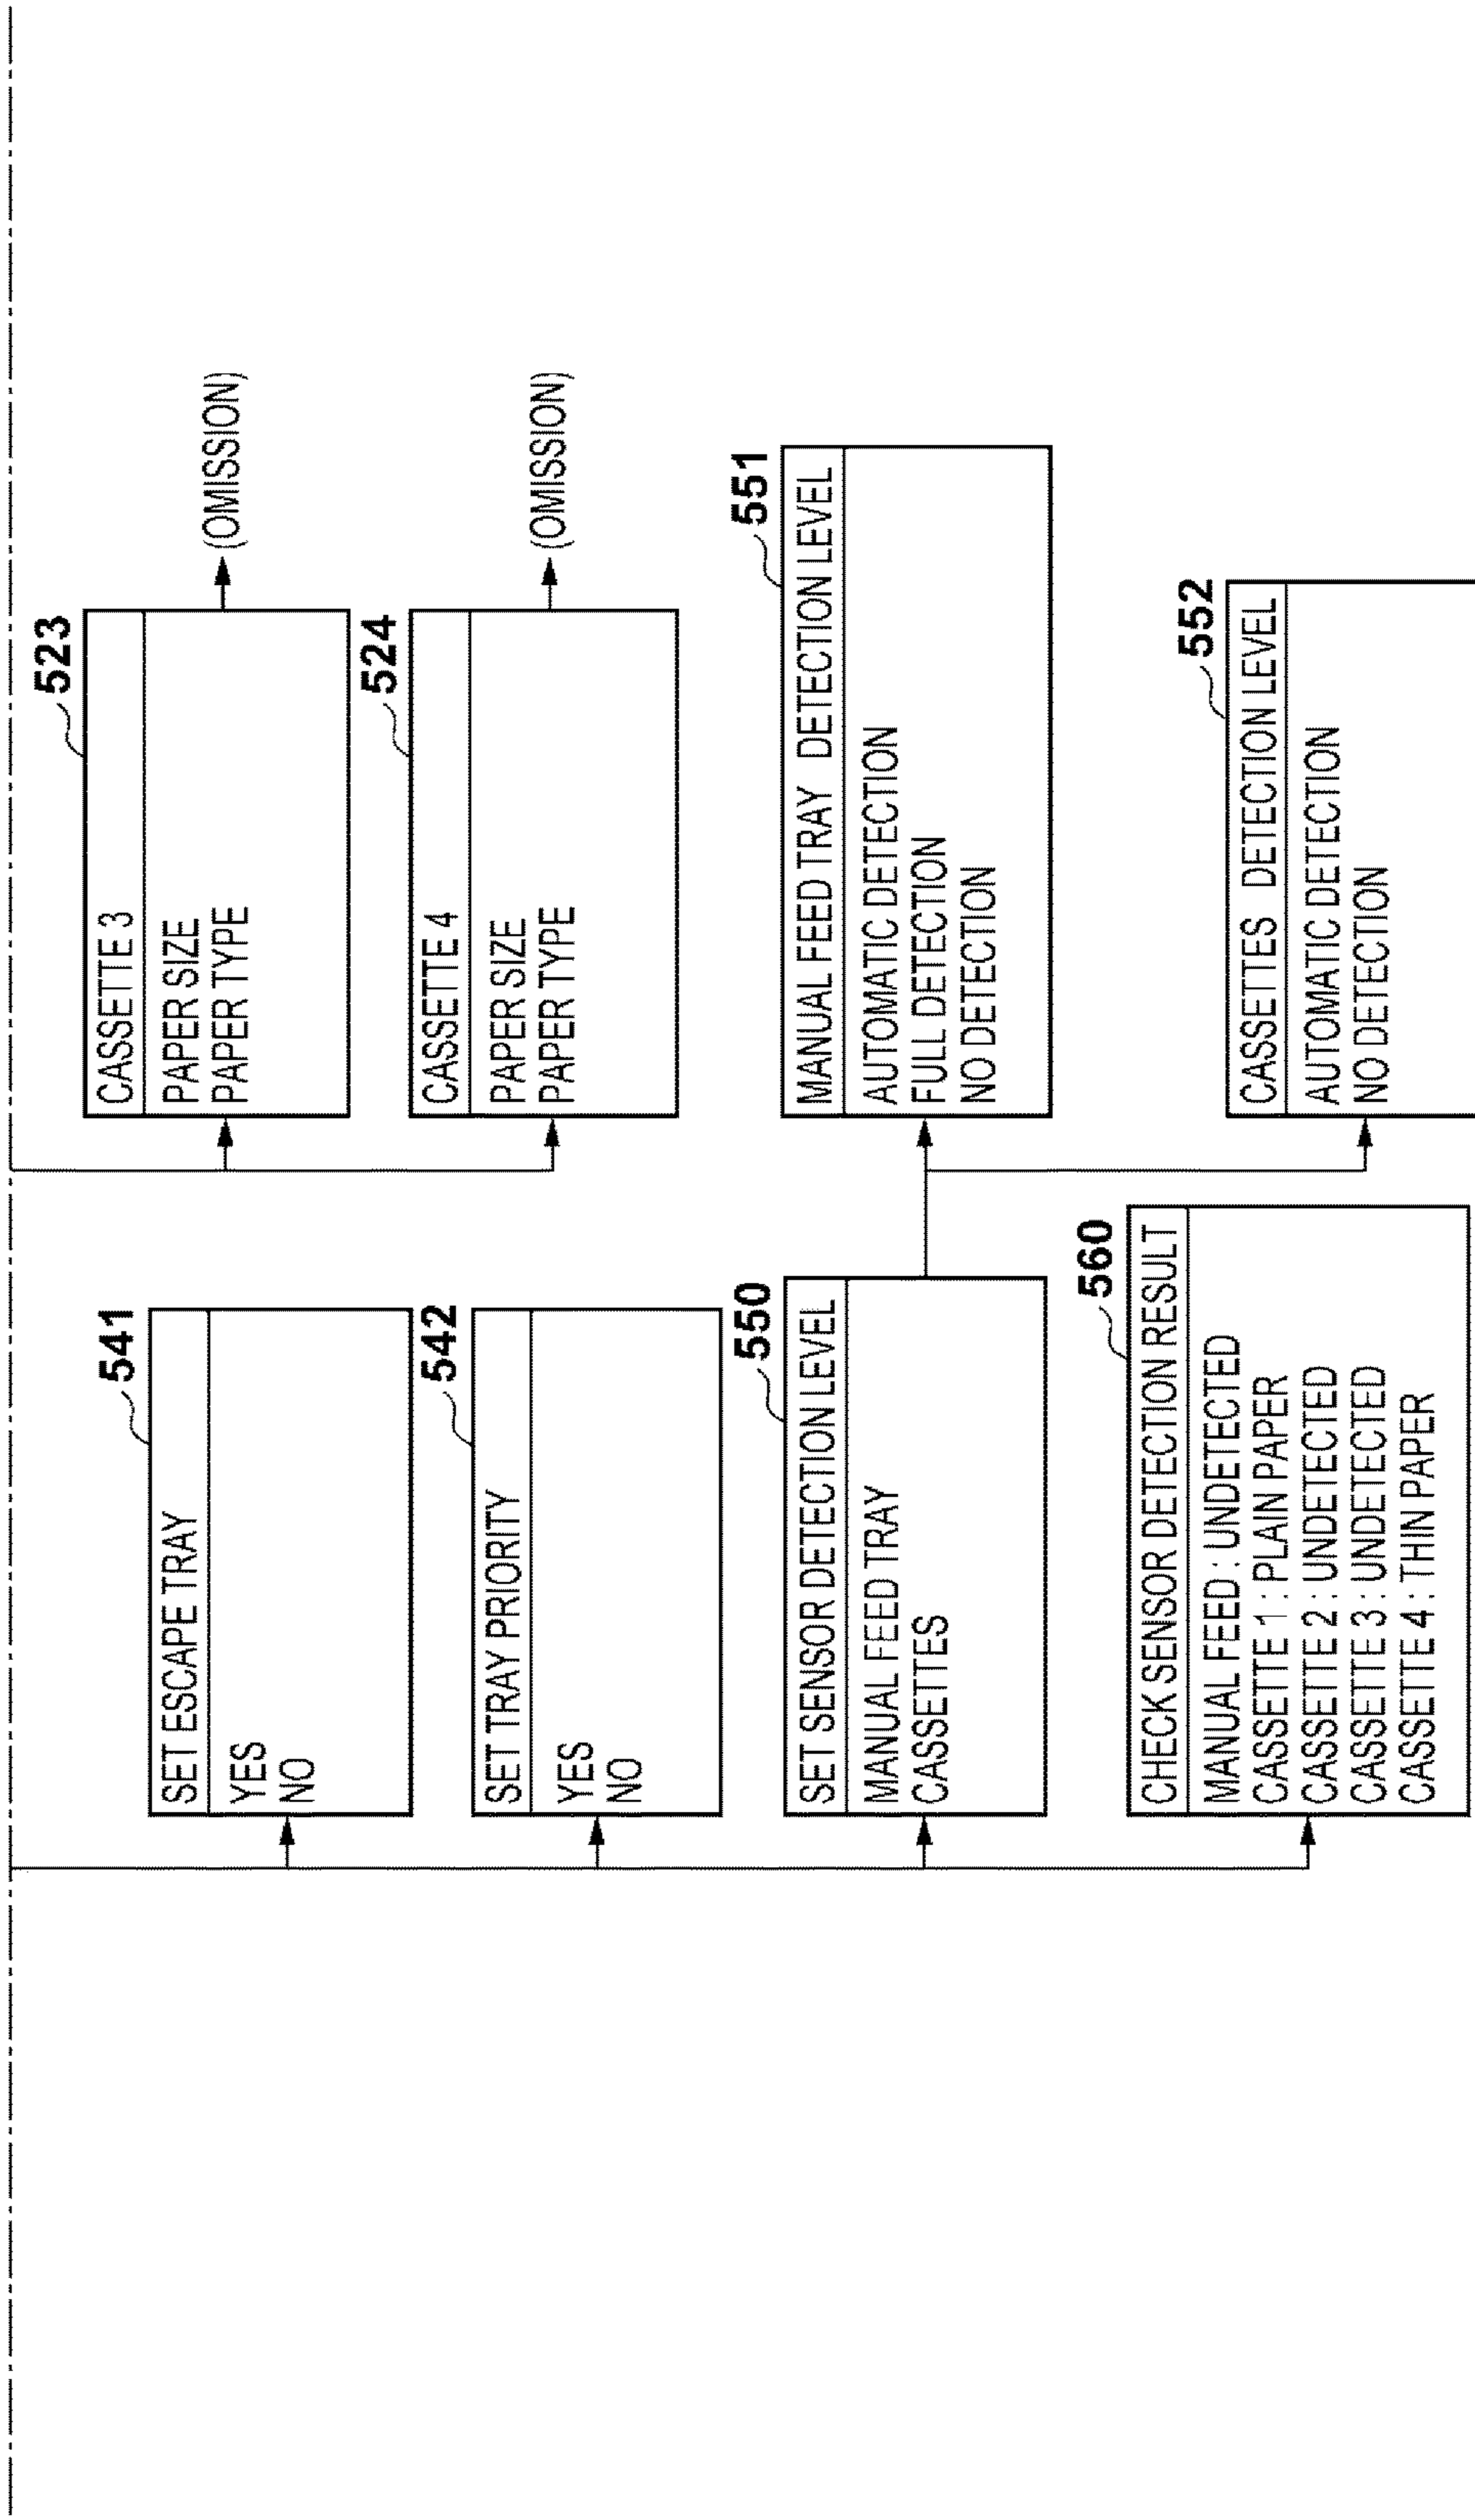 541
SET ESCAPE TRAY
YES
NO
542
SET TRAY PRIORITY
YES
NO
550
SET SENSOR DETECTION LEVEL
MANUAL FEED TRAY
CASSETTES
560
CHECK SENSOR DETECTION RESULT
MANUAL FEED : UNDETECTED
CASSETTE 1 : PLAIN PAPER
CASSETTE 2 : UNDETECTED
CASSETTE 3 : UNDETECTED
CASSETTE 4 : THIN PAPER
523
CASSETTE 3
PAPER SIZE
PAPER TYPE
(OMISSION)
524
CASSETTE 4
PAPER SIZE
PAPER TYPE
(OMISSION)
551
MANUAL FEED TRAY DETECTION LEVEL
AUTOMATIC DETECTION
FULL DETECTION
NO DETECTION
552
CASSETTES DETECTION LEVEL
AUTOMATIC DETECTION
NO DETECTION